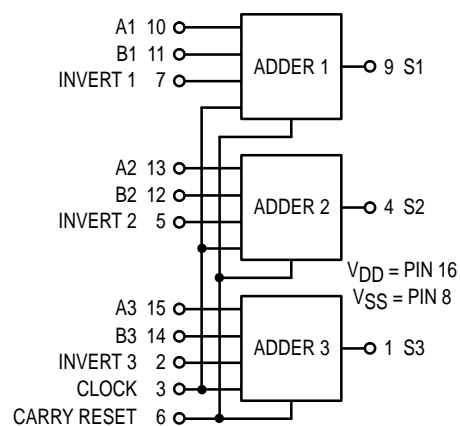 A1 10
B1 11
INVERT 1 7
ADDER 1
9 S1
A2 13
B2 12
INVERT 2 5
ADDER 2
4 S2
VDD = PIN 16
VSS = PIN 8
A3 15
B3 14
INVERT 3 2
CLOCK 3
CARRY RESET 6
ADDER 3
1 S3